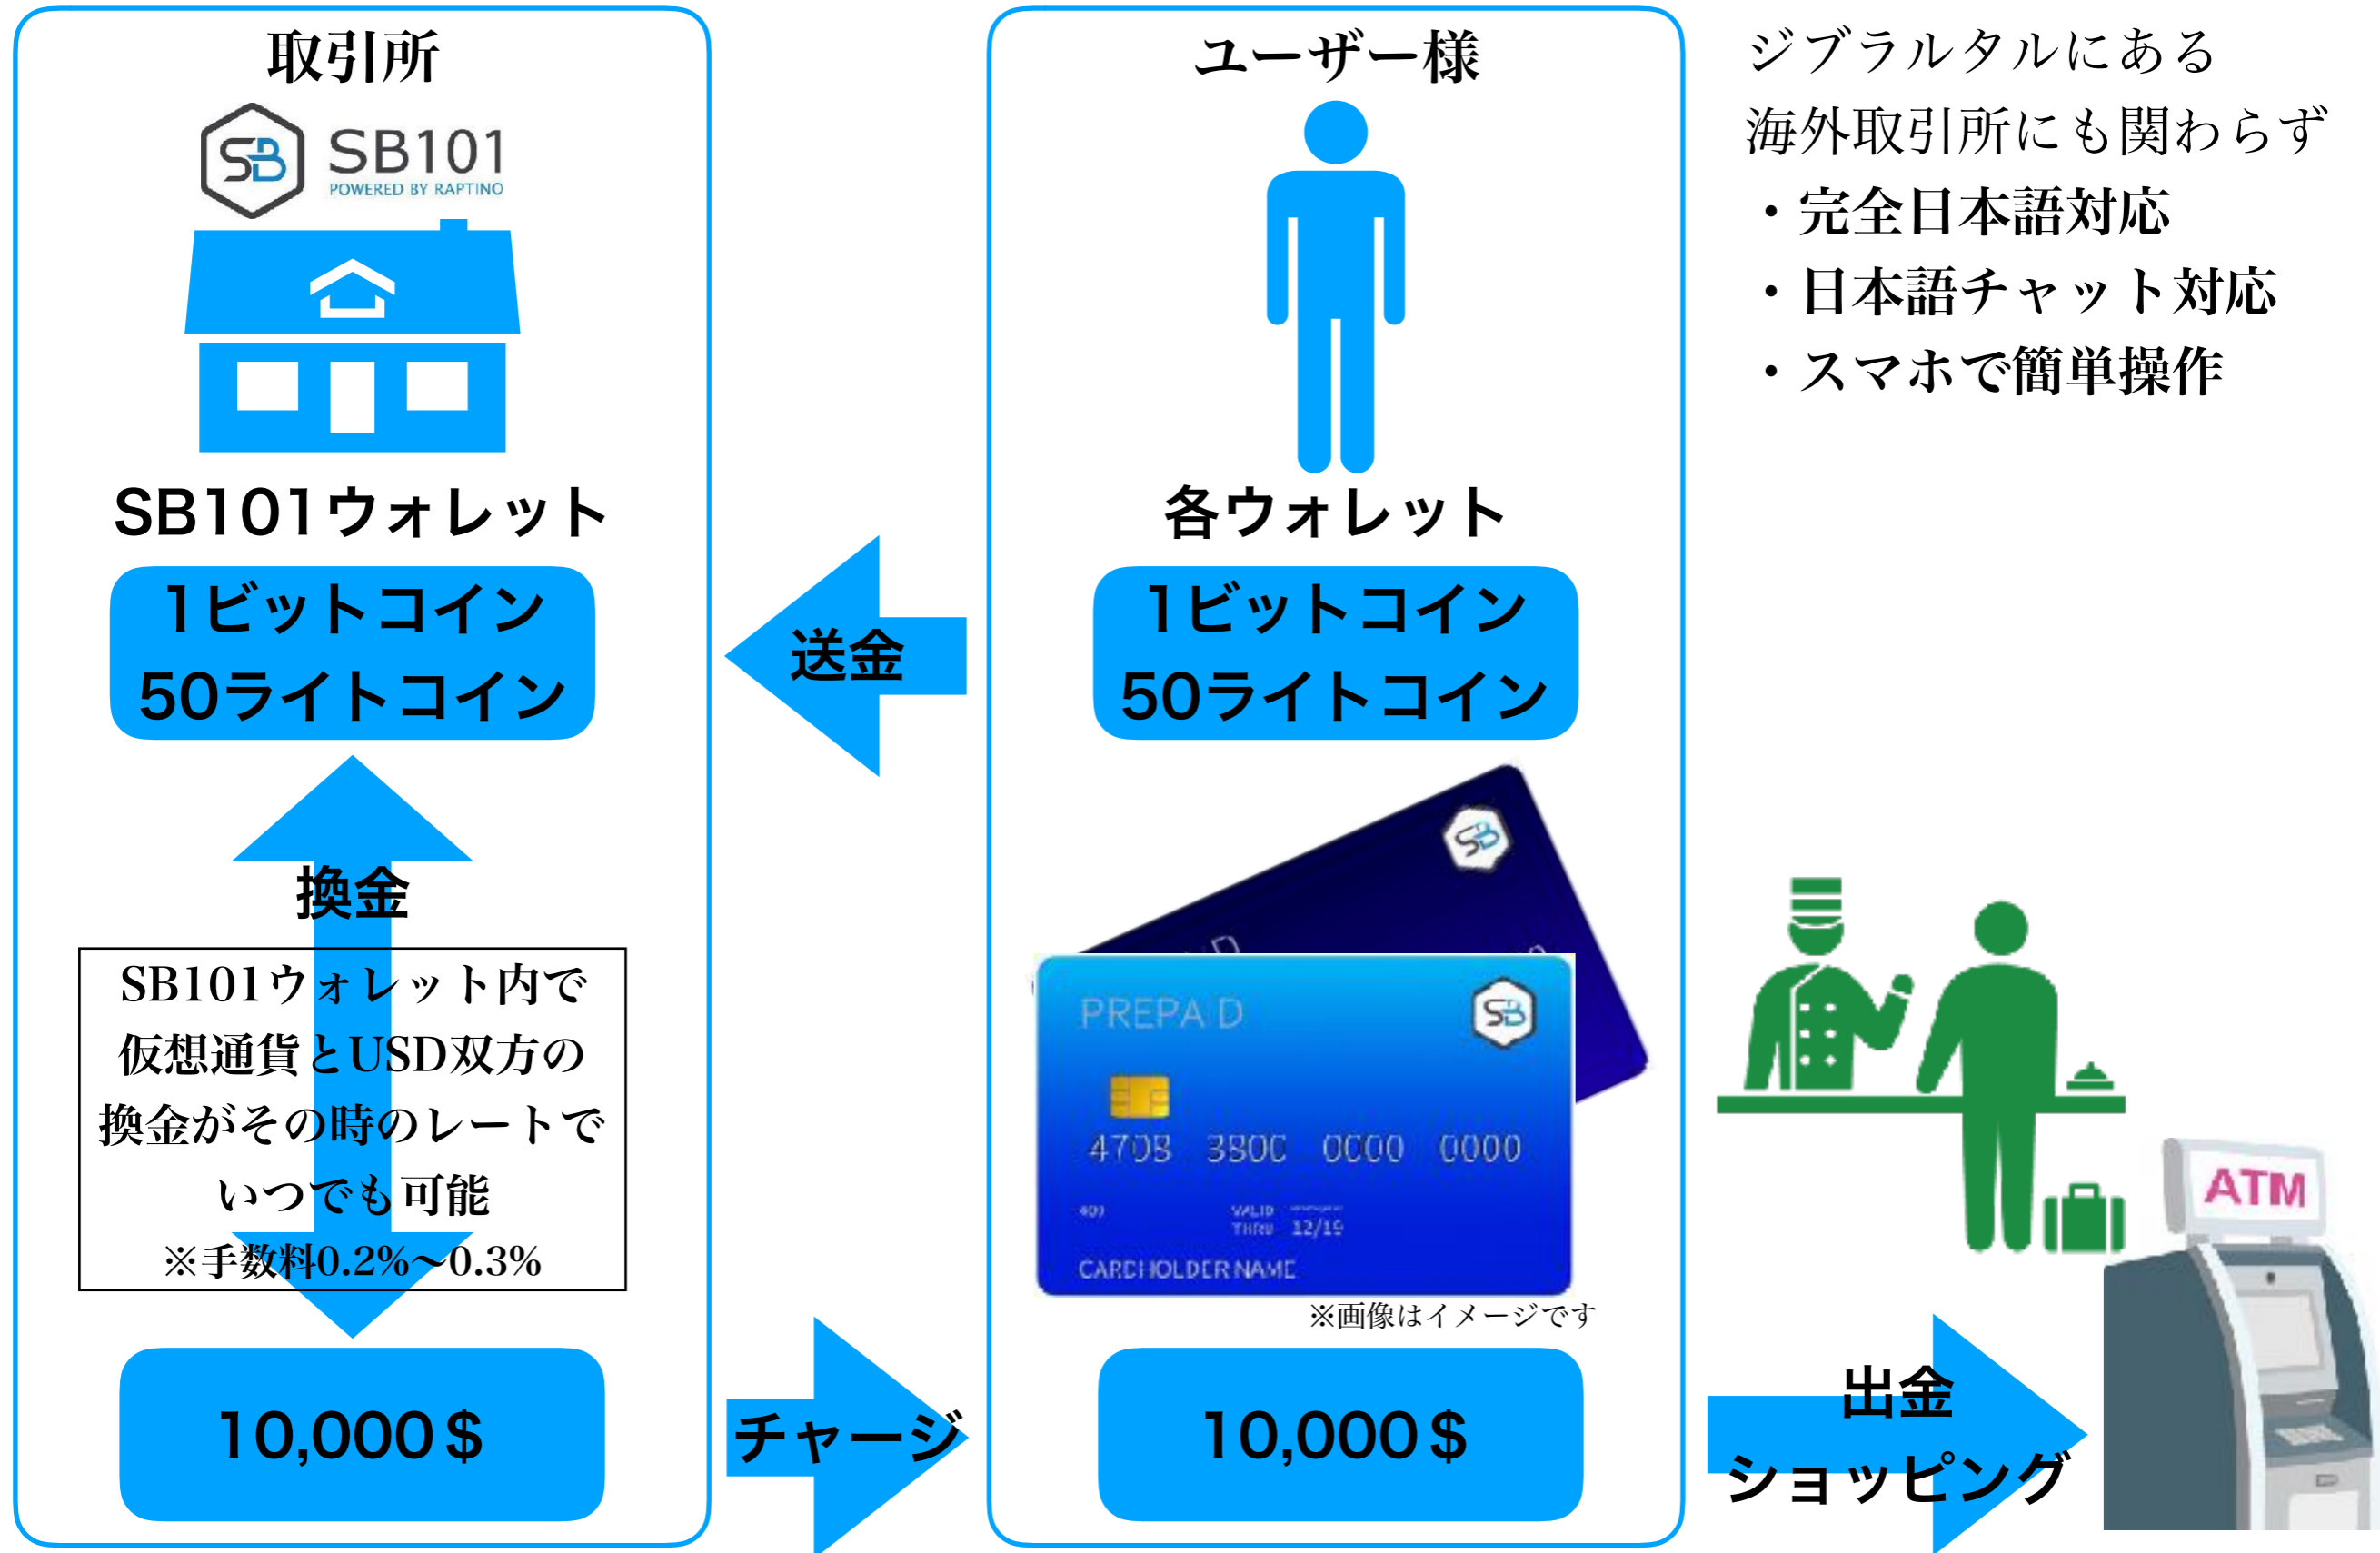 取引所
SB
SB101
POWERED BY RAPTINO
SB101ウォレット
1ビットコイン
50ライトコイン
換金
SB101ウォレット内で
仮想通貨とUSD双方の
換金がその時のレートで
いつでも可能
※手数料0.2%〜0.3%
10,000$
送金
チャージ
ユーザー様
各ウォレット
1ビットコイン
50ライトコイン
SB
PREPAID
SB
4708 3800 0000 0000
VALID
THRU 12/19
CARDHOLDER NAME
※画像はイメージです
10,000$
ジブラルタルにある
海外取引所にも関わらず
・完全日本語対応
・日本語チャット対応
・スマホで簡単操作
ATM
出金
ショッピング